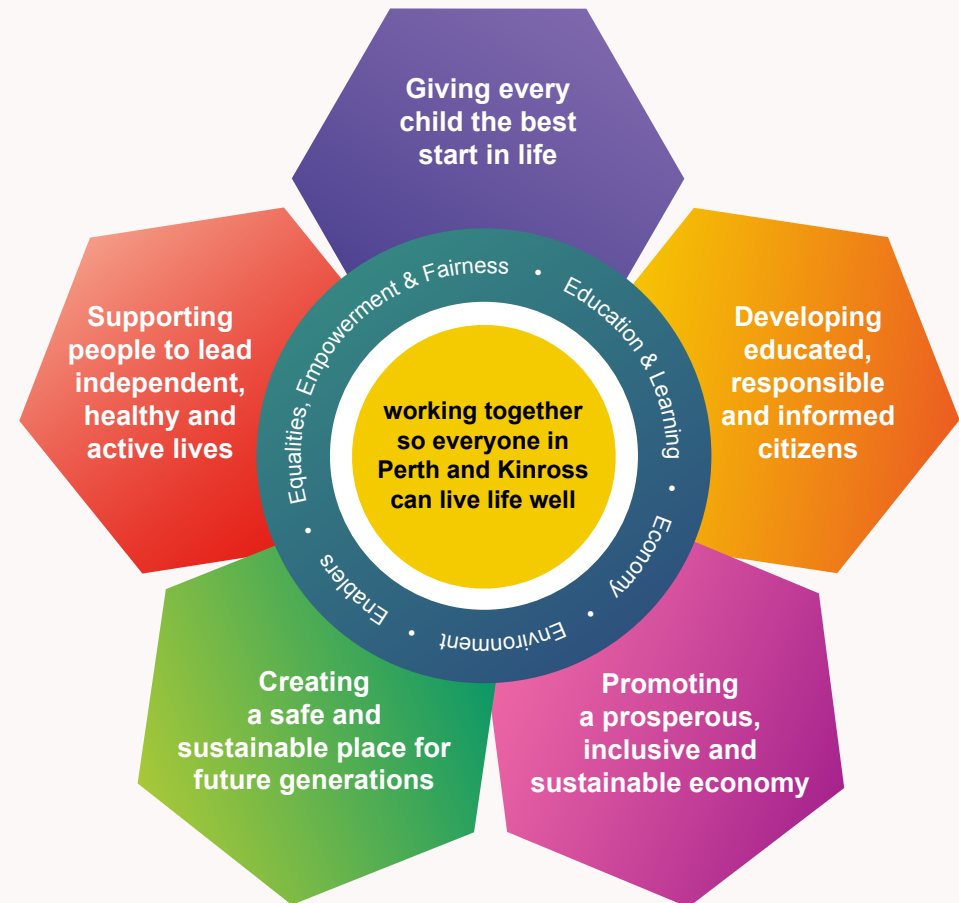 Giving every
child the best
start in life
Developing
educated,
responsible
and informed
citizens
Promoting
a prosperous,
inclusive and
sustainable economy
Creating
a safe and
sustainable place for
future generations
Supporting
people to lead
independent,
healthy and
active lives
Equalities, Empowerment & Fairness • Education & Learning • Economy • Environment • Enablers •
working together
so everyone in
Perth and Kinross
can live life well